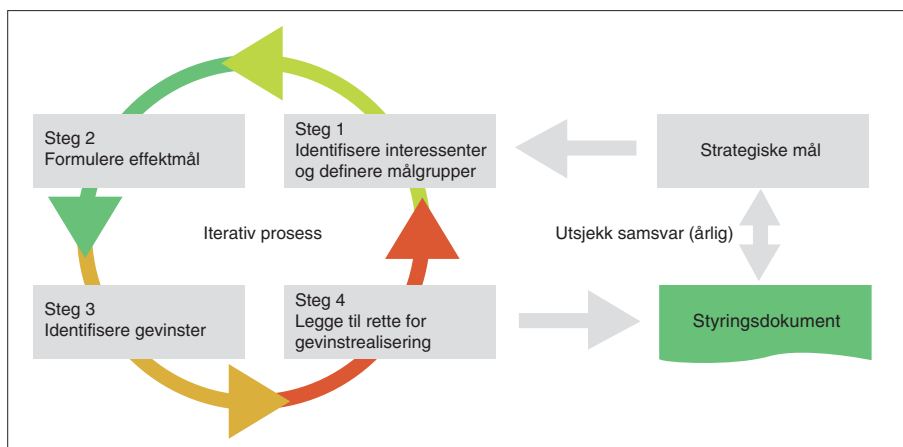 Steg 1
Identifisere interessenter
og definere målgrupper
Steg 2
Formulere effektmål
Steg 3
Identifisere gevinster
Steg 4
Legge til rette for
gevinstrealisering
Iterativ prosess
Strategiske mål
Utsjekk samsvar (årlig)
Styringsdokument